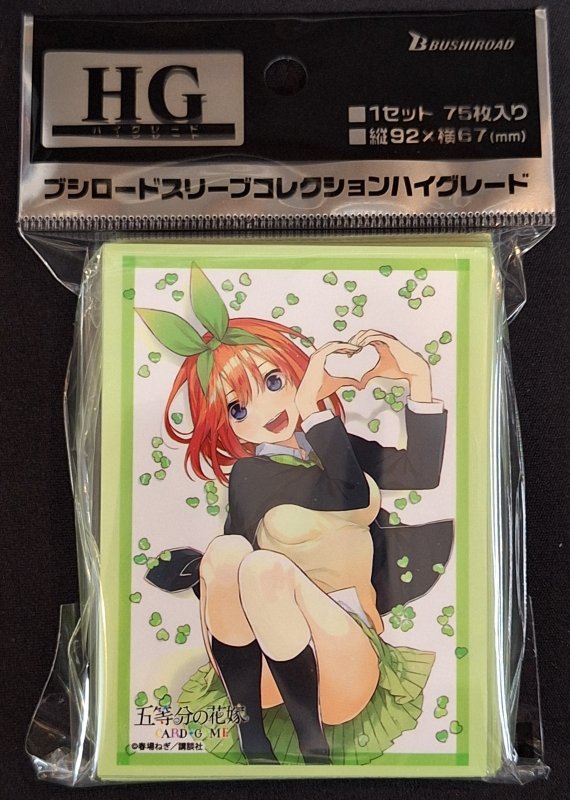 HG
ハイグレード
BUSHIROAD
■1セット 75枚入り
■縦92×横67(mm)
ブシロードスリーブコレクションハイグレード
五等分の花嫁
CARD GAME
©春場ねぎ/講談社